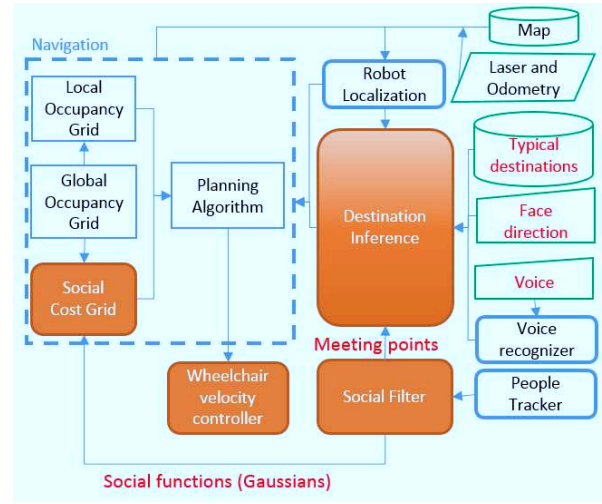 Navigation
Map
Laser and
Odometry
Robot
Localization
Local
Occupancy
Grid
Global
Occupancy
Grid
Planning
Algorithm
Social
Cost Grid
Destination
Inference
Typical
destinations
Face
direction
Voice
Voice
recognizer
Meeting points
Wheelchair
velocity
controller
Social Filter
People
Tracker
Social functions (Gaussians)